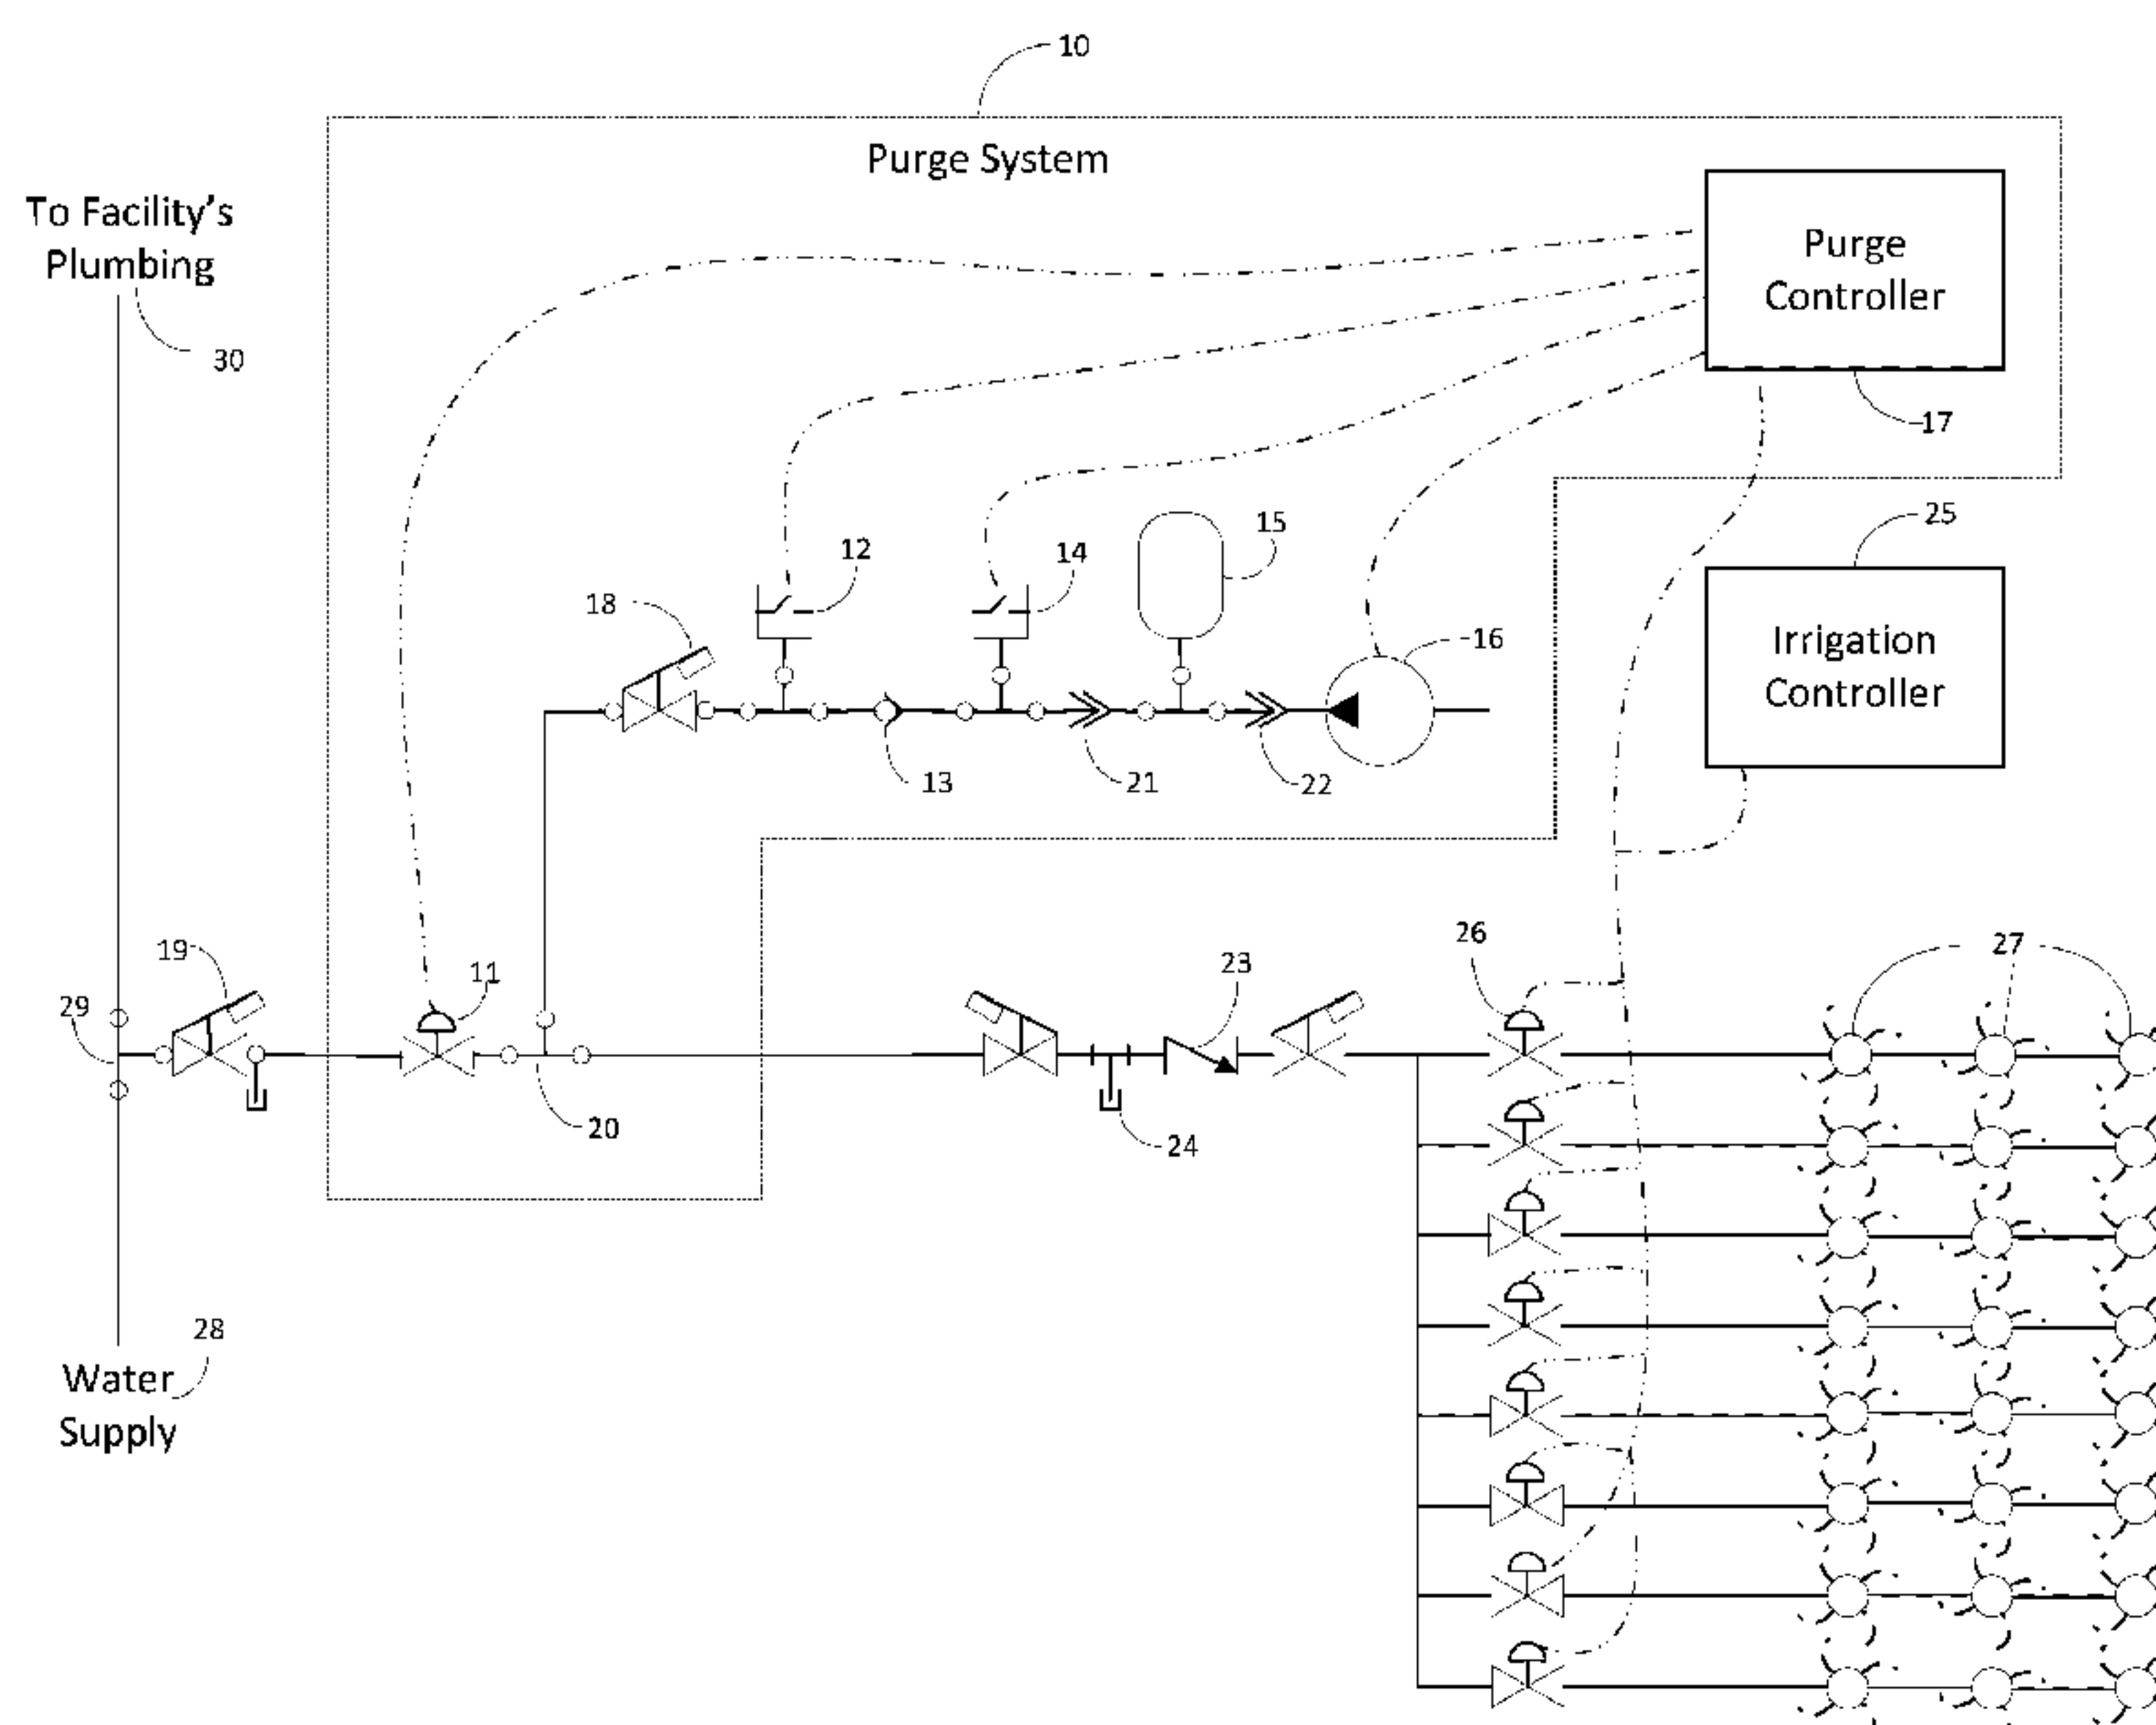 10
Purge System
To Facility's
Plumbing
30
Purge
Controller
17
25
15
12
14
18
16
Irrigation
Controller
13
21
22
19
11
29
23
26
27
20
24
28
Water
Supply